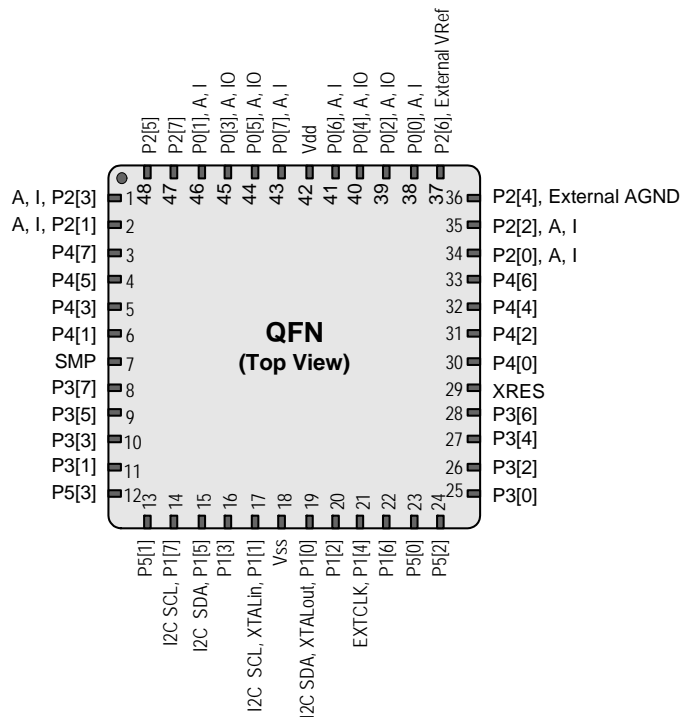 P2[5]
P2[7]
P0[1], A, I
P0[3], A, IO
P0[5], A, IO
P0[7], A, I
Vdd
P0[6], A, I
P0[4], A, IO
P0[2], A, IO
P0[0], A, I
P2[6], External VRef
48
47
46
45
44
43
42
41
40
39
38
37
A, I, P2[3] 1
A, I, P2[1] 2
P4[7] 3
P4[5] 4
P4[3] 5
P4[1] 6
SMP 7
P3[7] 8
P3[5] 9
P3[3] 10
P3[1] 11
P5[3] 12
QFN
(Top View)
36 P2[4], External AGND
35 P2[2], A, I
34 P2[0], A, I
33 P4[6]
32 P4[4]
31 P4[2]
30 P4[0]
29 XRES
28 P3[6]
27 P3[4]
26 P3[2]
25 P3[0]
13
14
15
16
17
18
19
20
21
22
23
24
P5[1]
I2C SCL, P1[7]
I2C SDA, P1[5]
P1[3]
I2C SCL, XTALin, P1[1]
Vss
I2C SDA, XTALout, P1[0]
P1[2]
EXTCLK, P1[4]
P1[6]
P5[0]
P5[2]